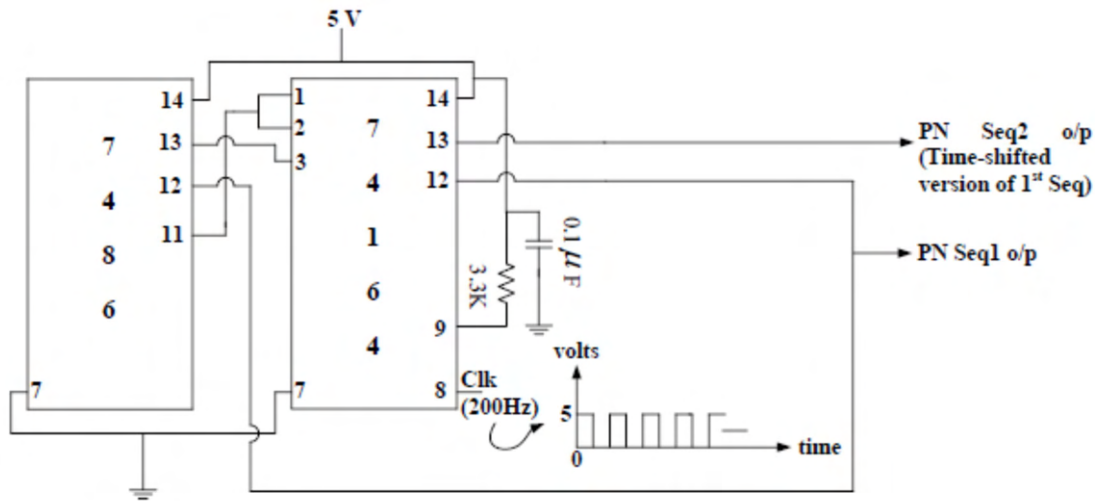 5 V
14
13
12
11
7
4
8
6
7
1
2
3
7
4
1
6
4
7
14
13
12
9
8
0.1 μ F
3.3K
Clk
(200Hz)
volts
5
0
time
PN Seq2 o/p
(Time-shifted
version of 1st Seq)
PN Seq1 o/p